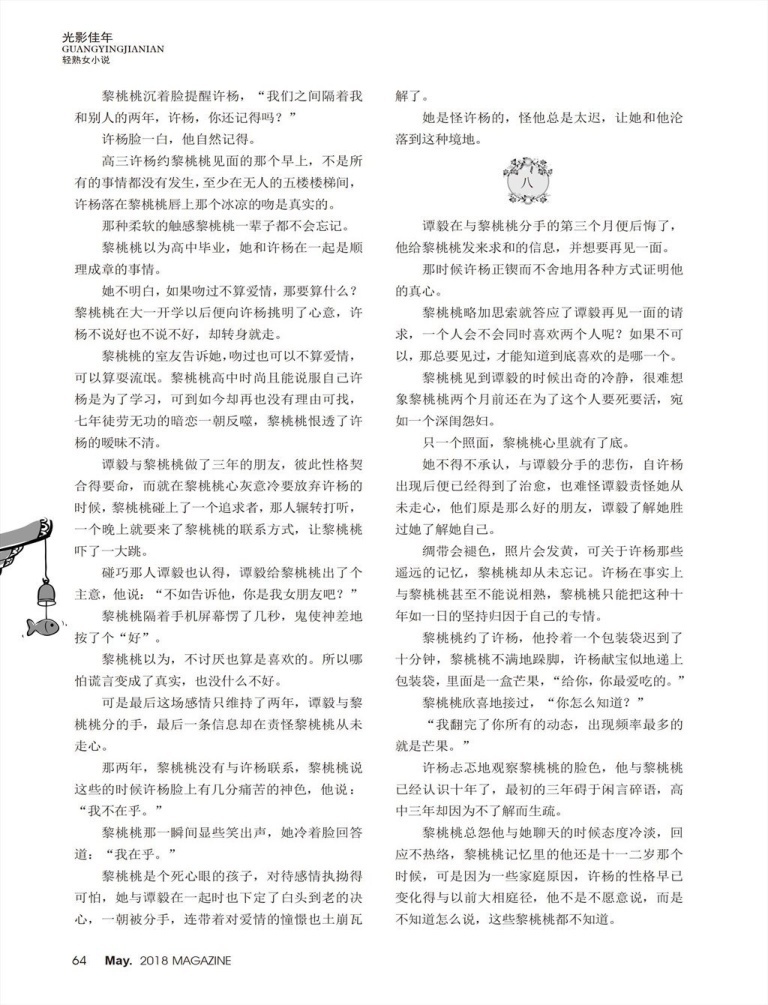 光影佳年
GUANGYINGJIANIAN
轻熟女小说
黎桃桃沉着脸提醒许杨，“我们之间隔着我
和别人的两年，许杨，你还记得吗？”
许杨脸一白，他自然记得。
高三许杨约黎桃桃见面的那个早上，不是所
有的事情都没有发生，至少在无人的五楼楼梯间，
许杨落在黎桃桃唇上那个冰凉的吻是真实的。
那种柔软的触感黎桃桃一辈子都不会忘记。
黎桃桃以为高中毕业，她和许杨在一起是顺
理成章的事情。
她不明白，如果吻过不算爱情，那要算什么？
黎桃桃在大一开学以后便向许杨挑明了心意，许
杨不说好也不说不好，却转身就走。
黎桃桃的室友告诉她，吻过也可以不算爱情，
可以算耍流氓。黎桃桃高中时尚且能说服自己许
杨是为了学习，可到如今却再也没有理由可找，
七年徒劳无功的暗恋一朝反噬，黎桃桃恨透了许
杨的暧昧不清。
谭毅与黎桃桃做了三年的朋友，彼此性格契
合得要命，而就在黎桃桃心灰意冷要放弃许杨的
时候，黎桃桃碰上了一个追求者，那人辗转打听，
一个晚上就要来了黎桃桃的联系方式，让黎桃桃
吓了一大跳。
碰巧那人谭毅也认得，谭毅给黎桃桃出了个
主意，他说：“不如告诉他，你是我女朋友吧？”
黎桃桃隔着手机屏幕愣了几秒，鬼使神差地
按了个“好”。
黎桃桃以为，不讨厌也算是喜欢的。所以哪
怕谎言变成了真实，也没什么不好。
可是最后这场感情只维持了两年，谭毅与黎
桃桃分的手，最后一条信息却在责怪黎桃桃从未
走心。
那两年，黎桃桃没有与许杨联系，黎桃桃说
这些的时候许杨脸上有几分痛苦的神色，他说：
“我不在乎。”
黎桃桃那一瞬间显些笑出声，她冷着脸回答
道：“我在乎。”
黎桃桃是个死心眼的孩子，对待感情执拗得
可怕，她与谭毅在一起时也下定了白头到老的决
心，一朝被分手，连带着对爱情的憧憬也土崩瓦
解了。
她是怪许杨的，怪他总是太迟，让她和他沦
落到这种境地。
八
谭毅在与黎桃桃分手的第三个月便后悔了，
他给黎桃桃发来求和的信息，并想要再见一面。
那时候许杨正锲而不舍地用各种方式证明他
的真心。
黎桃桃略加思索就答应了谭毅再见一面的请
求，一个人会不会同时喜欢两个人呢？如果不可
以，那总要见过，才能知道到底喜欢的是哪一个。
黎桃桃见到谭毅的时候出奇的冷静，很难想
象黎桃桃两个月前还在为了这个人要死要活，宛
如一个深闺怨妇。
只一个照面，黎桃桃心里就有了底。
她不得不承认，与谭毅分手的悲伤，自许杨
出现后便已经得到了治愈，也难怪谭毅责怪她从
未走心，他们原是那么好的朋友，谭毅了解她胜
过她了解她自己。
绸带会褪色，照片会发黄，可关于许杨那些
遥远的记忆，黎桃桃却从未忘记。许杨在事实上
与黎桃桃甚至不能说相熟，黎桃桃只能把这种十
年如一日的坚持归因于自己的专情。
黎桃桃约了许杨，他拎着一个包装袋迟到了
十分钟，黎桃桃不满地跺脚，许杨献宝似地递上
包装袋，里面是一盒芒果，“给你，你最爱吃的。”
黎桃桃欣喜地接过，“你怎么知道？”
“我翻完了你所有的动态，出现频率最多的
就是芒果。”
许杨忐忑地观察黎桃桃的脸色，他与黎桃桃
已经认识十年了，最初的三年碍于闲言碎语，高
中三年却因为不了解而生疏。
黎桃桃总怨他与她聊天的时候态度冷淡，回
应不热络，黎桃桃记忆里的他还是十一二岁那个
时候，可是因为一些家庭原因，许杨的性格早已
变化得与以前大相庭径，他不是不愿意说，而是
不知道怎么说，这些黎桃桃都不知道。
64 May. 2018 MAGAZINE